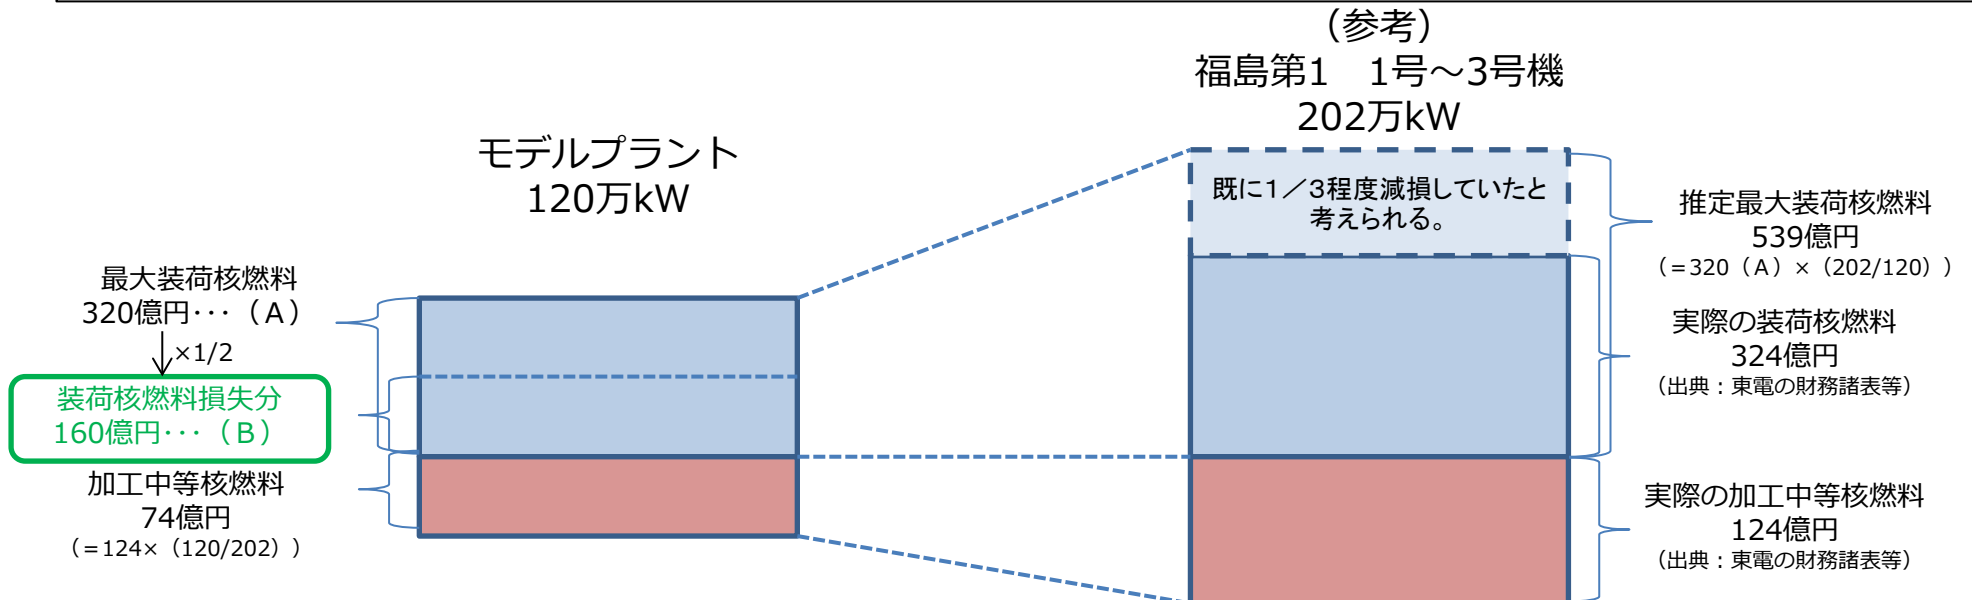 （参考）
福島第1　1号～3号機
202万kW
モデルプラント
120万kW
既に１／３程度減損していたと
考えられる。
推定最大装荷核燃料
539億円
（＝320（A）×（202/120））
最大装荷核燃料
320億円･･･（A）
×1/2
装荷核燃料損失分
160億円･･･（B）
実際の装荷核燃料
324億円
（出典：東電の財務諸表等）
加工中等核燃料
74億円
（＝124×（120/202））
実際の加工中等核燃料
124億円
（出典：東電の財務諸表等）